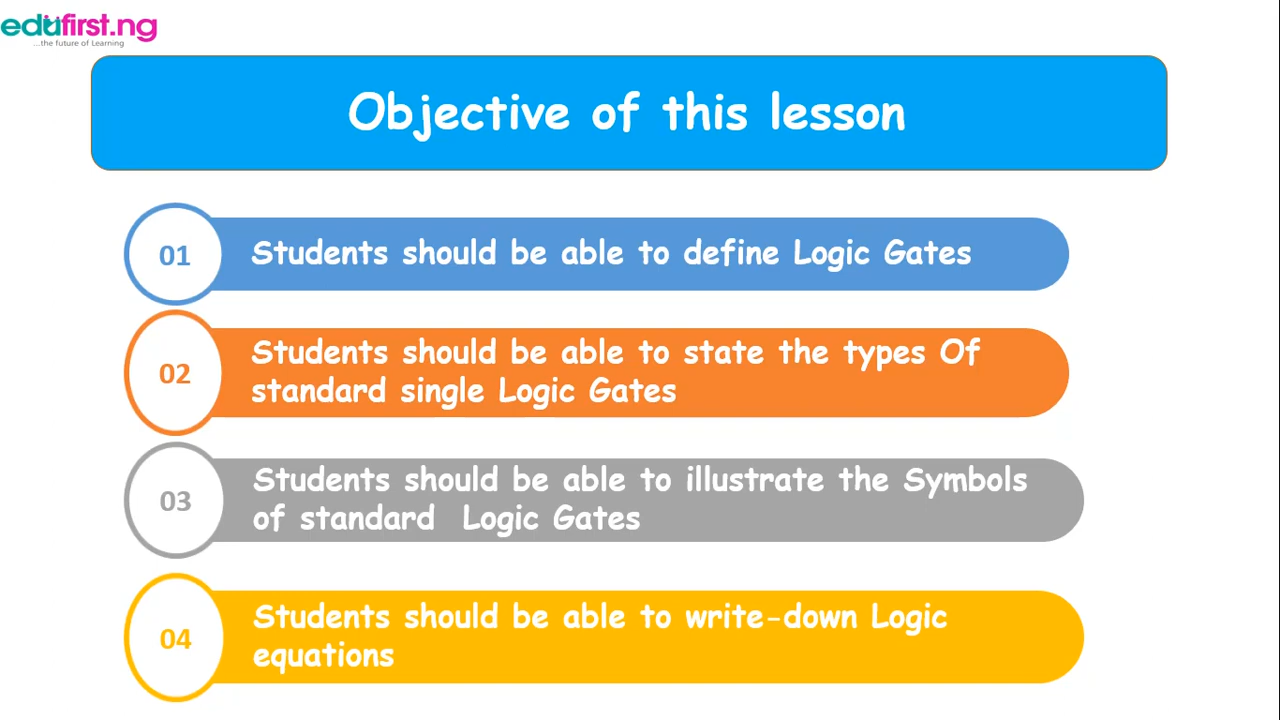 edufirst.ng
...the future of Learning
Objective of this lesson
01
Students should be able to define Logic Gates
02
Students should be able to state the types Of
standard single Logic Gates
03
Students should be able to illustrate the Symbols
of standard  Logic Gates
04
Students should be able to write-down Logic
equations